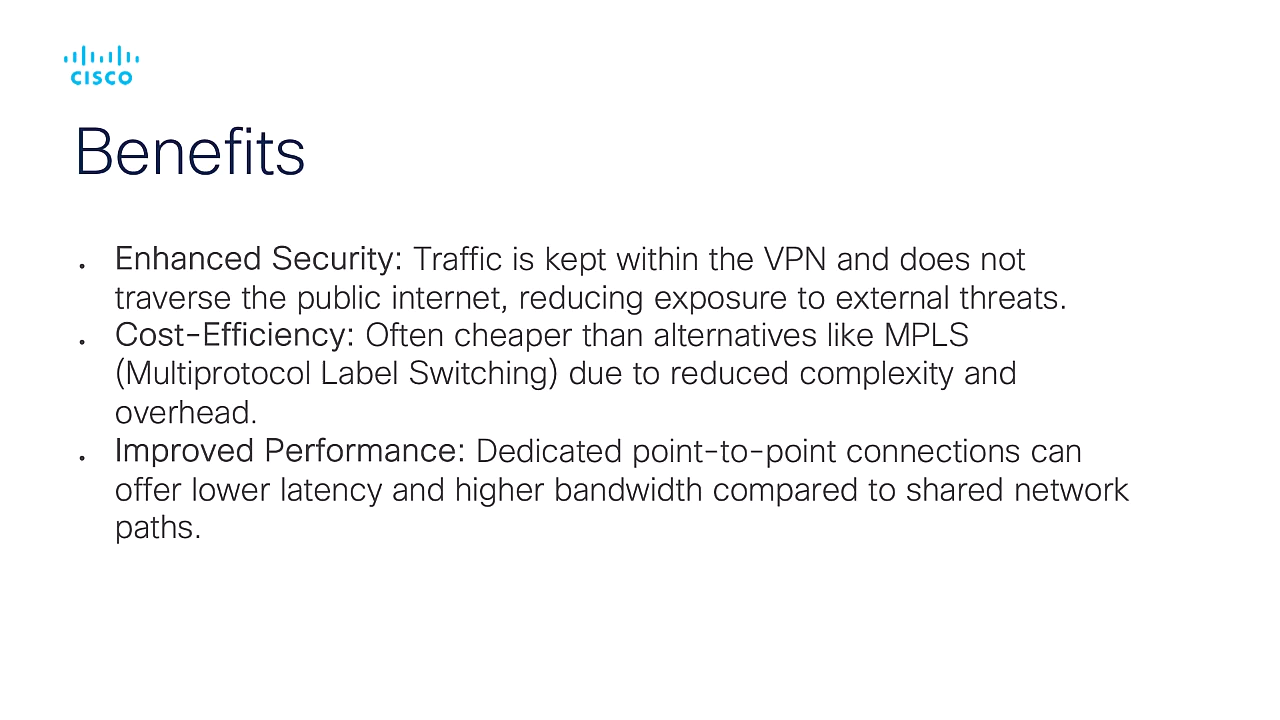 CISCO
Benefits
• Enhanced Security: Traffic is kept within the VPN and does not
traverse the public internet, reducing exposure to external threats.
• Cost-Efficiency: Often cheaper than alternatives like MPLS
(Multiprotocol Label Switching) due to reduced complexity and
overhead.
• Improved Performance: Dedicated point-to-point connections can
offer lower latency and higher bandwidth compared to shared network
paths.